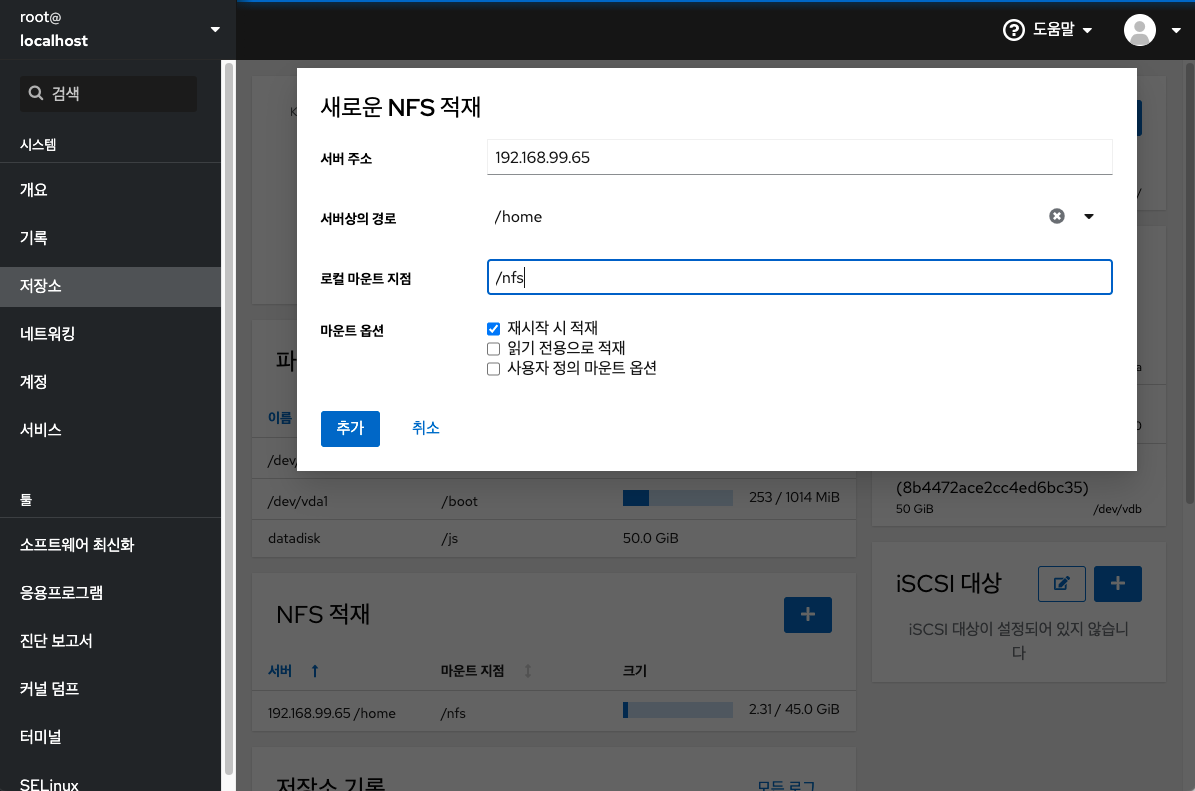 root@
localhost
도움말
검색
시스템
개요
기록
저장소
네트워킹
계정
서비스
툴
소프트웨어 최신화
응용프로그램
진단 보고서
커널 덤프
터미널
SELinux
새로운 NFS 적재
서버 주소
192.168.99.65
서버상의 경로
/home
로컬 마운트 지점
/nfs
마운트 옵션
재시작 시 적재
읽기 전용으로 적재
사용자 정의 마운트 옵션
추가
취소
K
파
이름
/dev/
/dev/vda1 /boot 253 / 1014 MiB
datadisk /js 50.0 GiB
NFS 적재
서버 마운트 지점 크기
192.168.99.65 /home /nfs 2.31 / 45.0 GiB
저장소 기록
모든 로그
(8b4472ace2cc4ed6bc35)
50 GiB /dev/vdb
iSCSI 대상
iSCSI 대상이 설정되어 있지 않습니
다